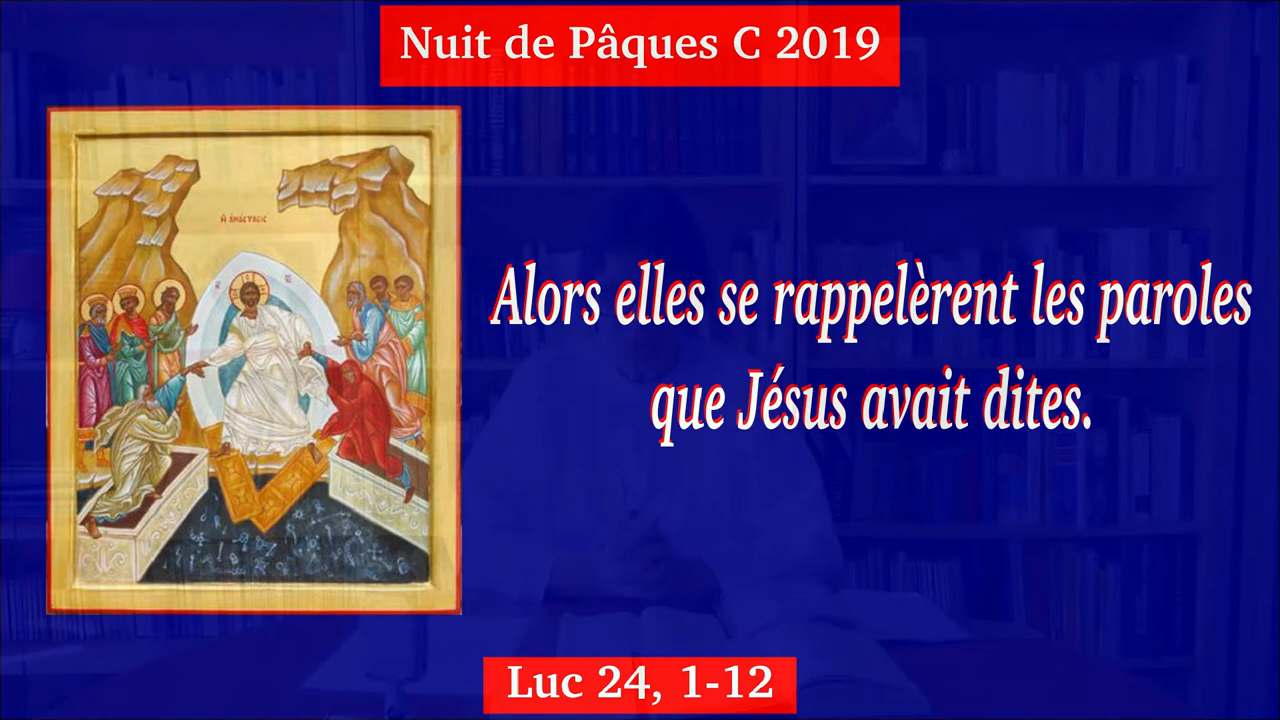 Nuit de Pâques C 2019
Alors elles se rappelèrent les paroles
que Jésus avait dites.
Luc 24, 1-12